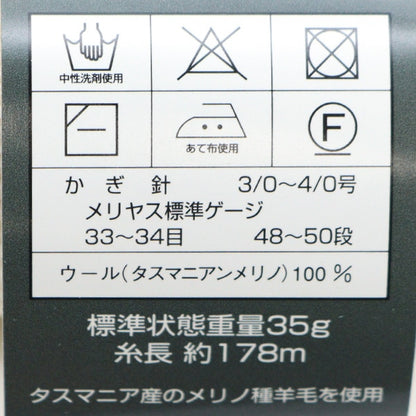 中性洗剤使用
あて布使用
F
かぎ針 3/0〜4/0号
メリヤス標準ゲージ
33〜34目 48〜50段
ウール(タスマニアンメリノ)100%
標準状態重量35g
糸長 約178m
タスマニア産のメリノ種羊毛を使用